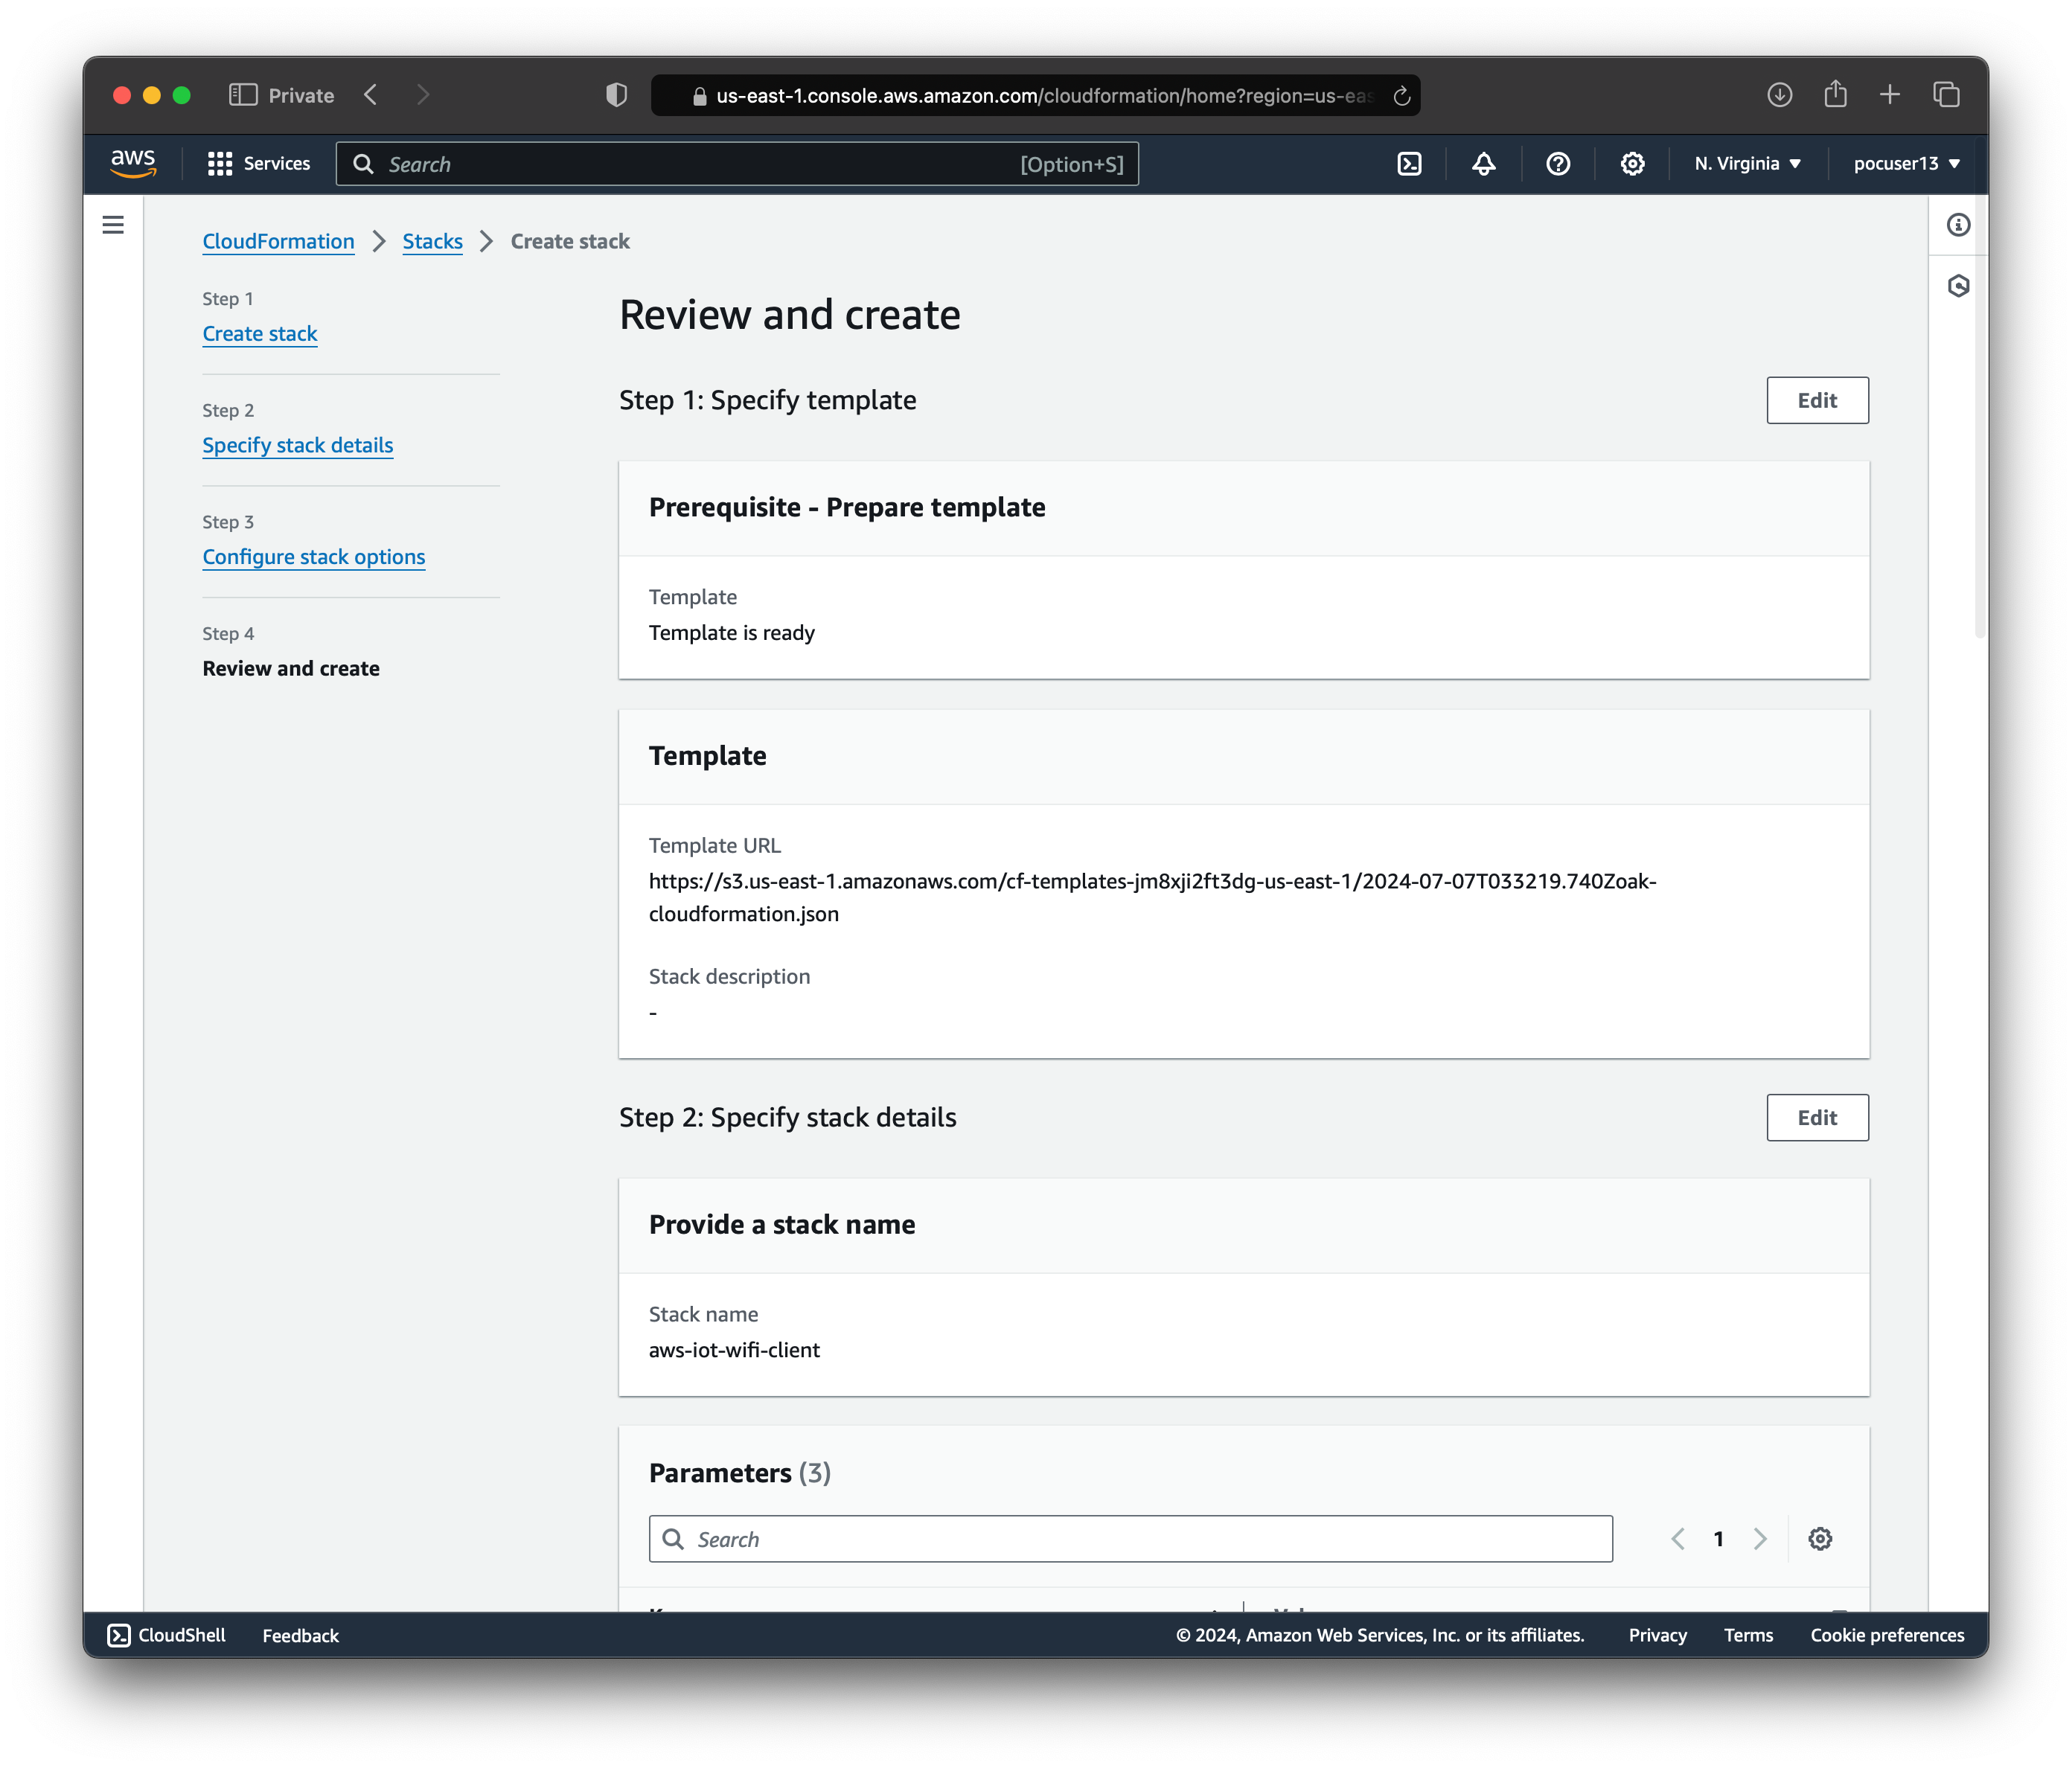 Private
us-east-1.console.aws.amazon.com/cloudformation/home?region=us-eas
aws
Services
Search
[Option+S]
N. Virginia
pocuser13
CloudFormation
Stacks
Create stack
Step 1
Create stack
Step 2
Specify stack details
Step 3
Configure stack options
Step 4
Review and create
Review and create
Step 1: Specify template
Edit
Prerequisite - Prepare template
Template
Template is ready
Template
Template URL
https://s3.us-east-1.amazonaws.com/cf-templates-jm8xji2ft3dg-us-east-1/2024-07-07T033219.740Zoak-
cloudformation.json
Stack description
-
Step 2: Specify stack details
Edit
Provide a stack name
Stack name
aws-iot-wifi-client
Parameters (3)
Search
1
CloudShell
Feedback
© 2024, Amazon Web Services, Inc. or its affiliates.
Privacy
Terms
Cookie preferences